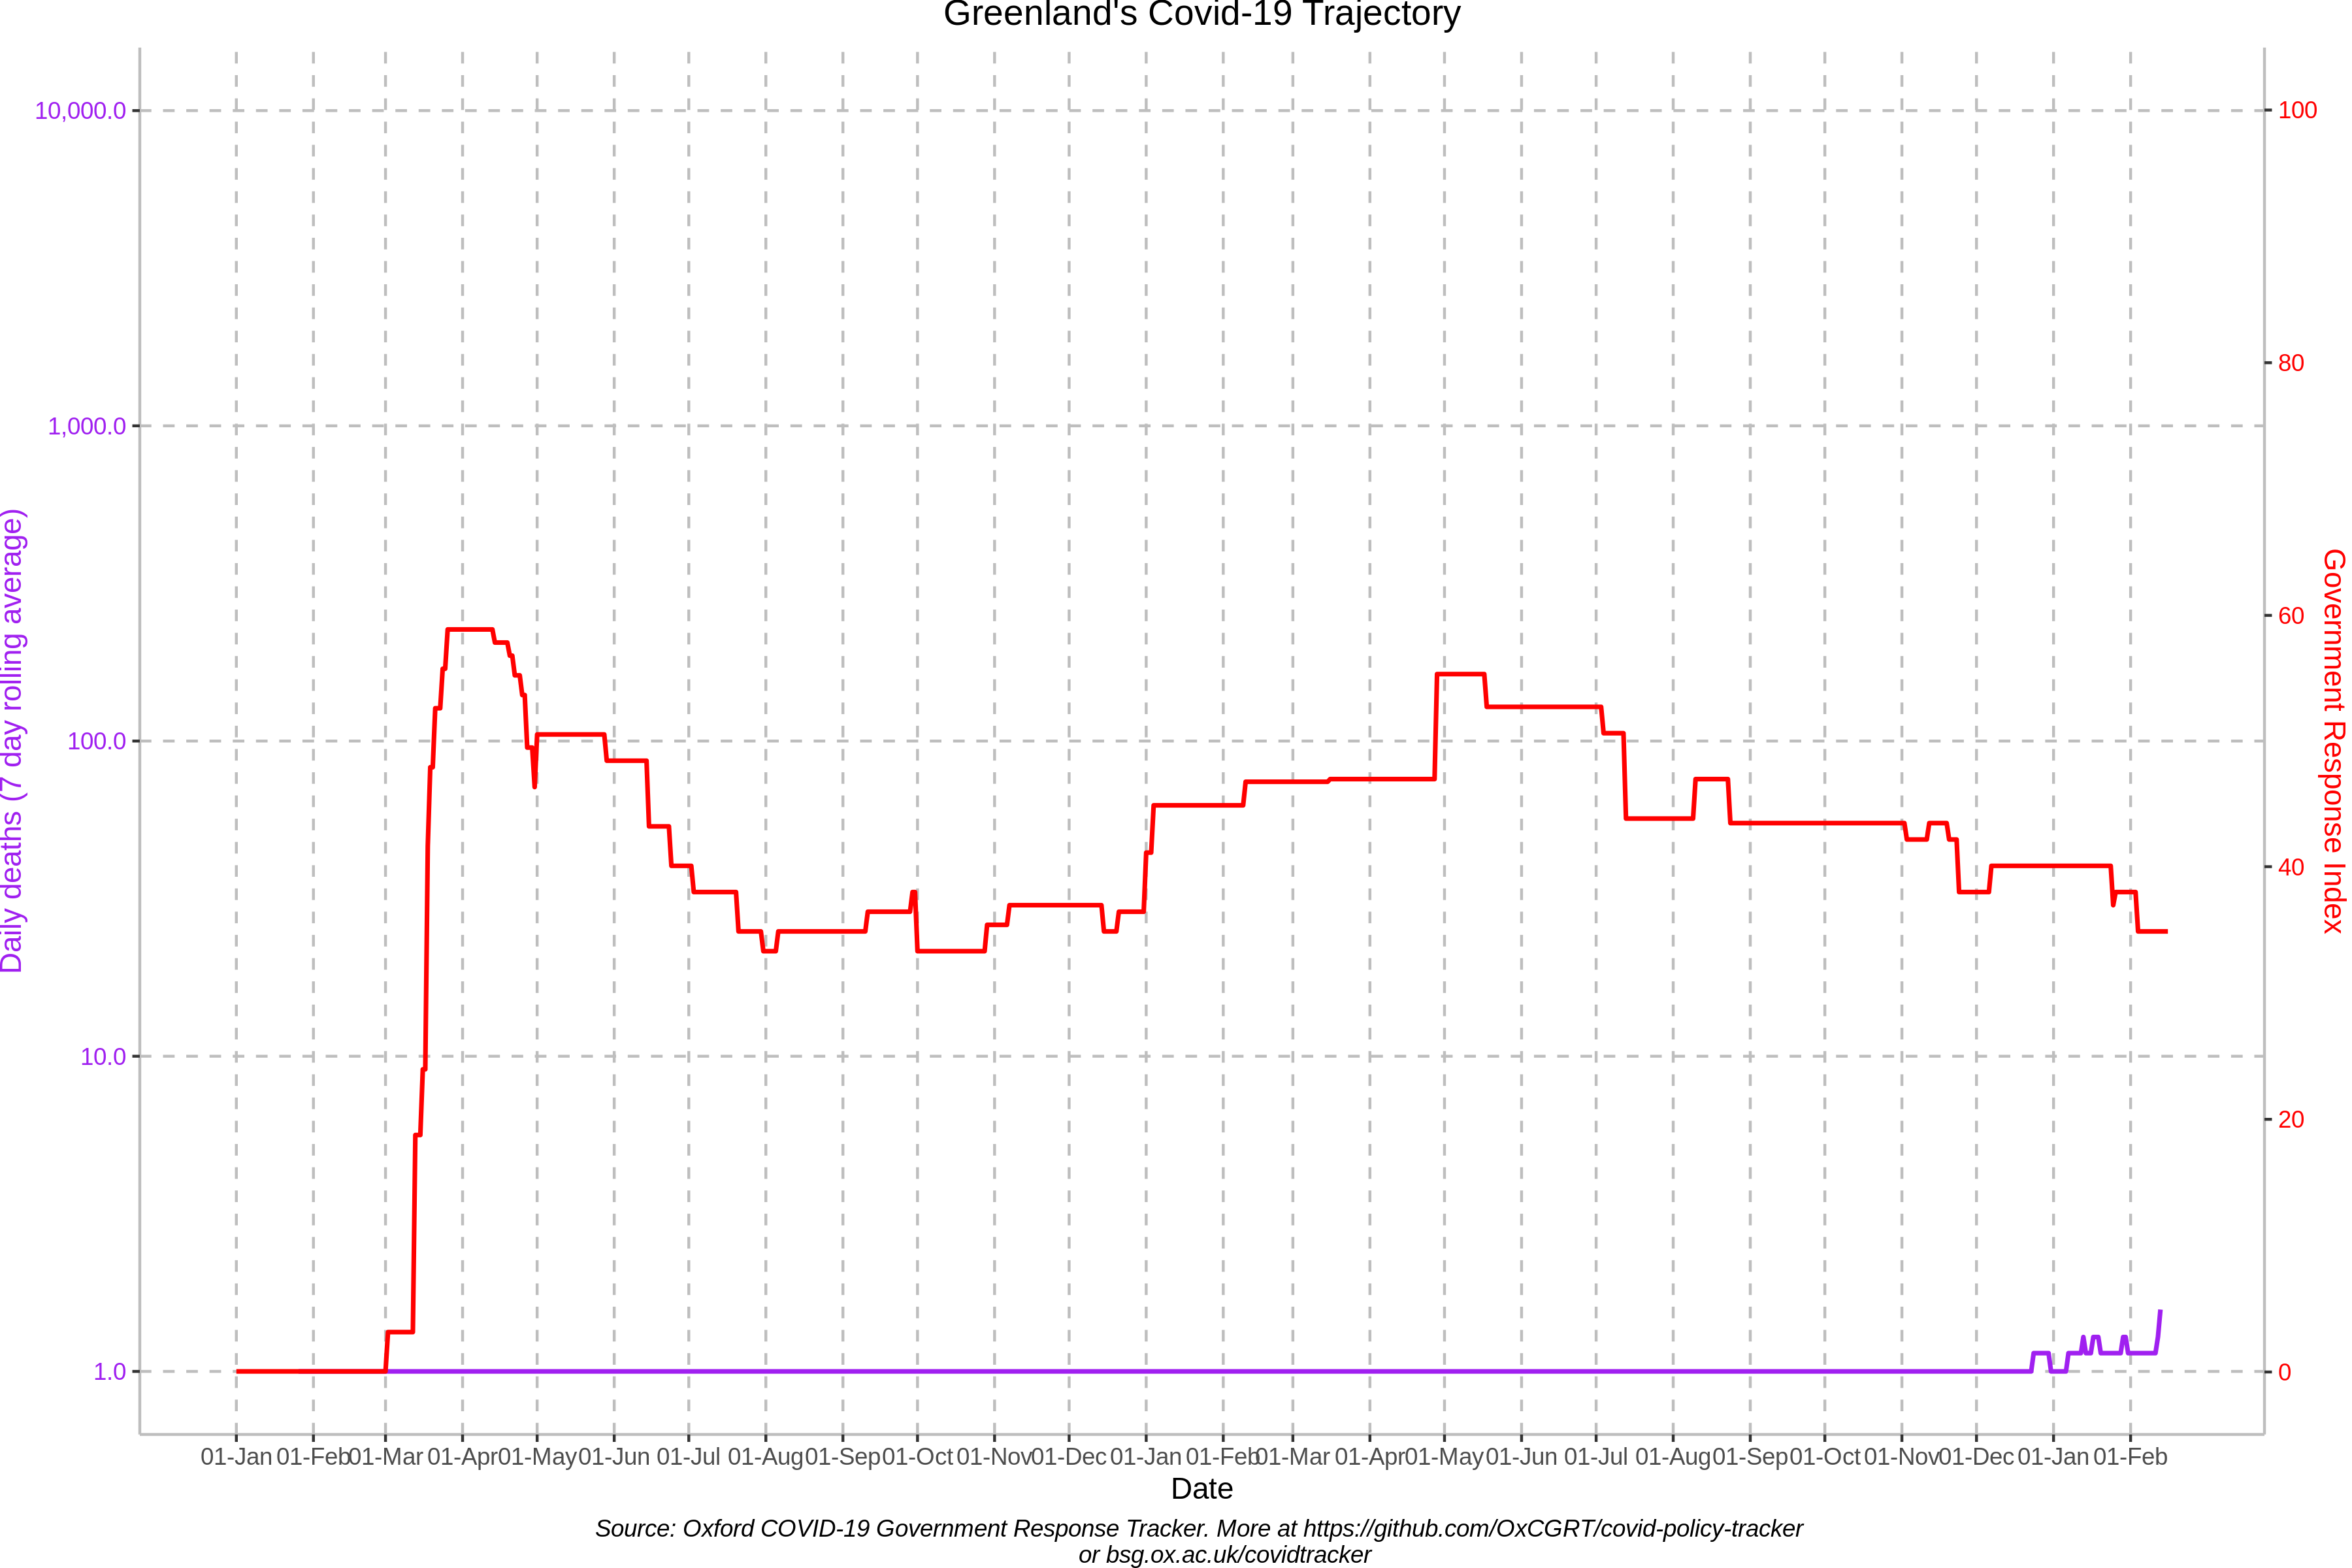 Greenland's Covid-19 Trajectory
10,000.0
1,000.0
100.0
10.0
1.0
Daily deaths (7 day rolling average)
100
80
60
40
20
0
Government Response Index
01-Jan 01-Feb 01-Mar 01-Apr 01-May 01-Jun 01-Jul 01-Aug 01-Sep 01-Oct 01-Nov 01-Dec 01-Jan 01-Feb 01-Mar 01-Apr 01-May 01-Jun 01-Jul 01-Aug 01-Sep 01-Oct 01-Nov 01-Dec 01-Jan 01-Feb
Date
Source: Oxford COVID-19 Government Response Tracker. More at https://github.com/OxCGRT/covid-policy-tracker
or bsg.ox.ac.uk/covidtracker